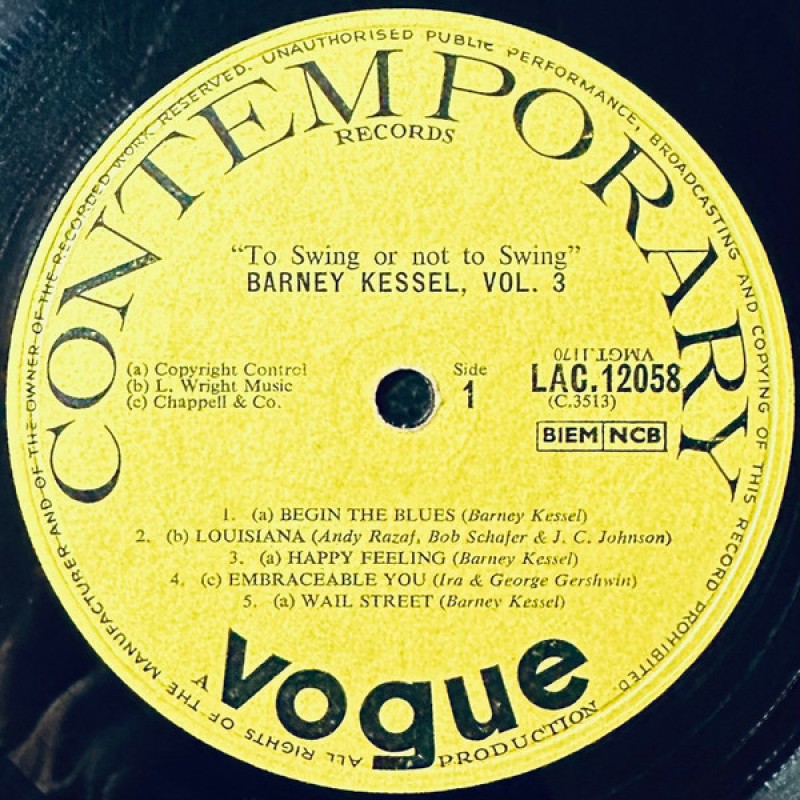 ALL RIGHTS OF THE MANUFACTURER AND OF THE OWNER OF THE RECORDED WORK RESERVED. UNAUTHORISED PUBLIC PERFORMANCE, BROADCASTING AND COPYING OF THIS RECORD PROHIBITED.
CONTEMPORARY
RECORDS
“To Swing or not to Swing”
BARNEY KESSEL, VOL. 3
(a) Copyright Control
(b) L. Wright Music
(c) Chappell & Co.
Side
1
VMGT.1170
LAC.12058
(C.3513)
BIEM NCB
1. (a) BEGIN THE BLUES (Barney Kessel)
2. (b) LOUISIANA (Andy Razaf, Bob Schafer & J. C. Johnson)
3. (a) HAPPY FEELING (Barney Kessel)
4. (c) EMBRACEABLE YOU (Ira & George Gershwin)
5. (a) WAIL STREET (Barney Kessel)
A
vogue
PRODUCTION